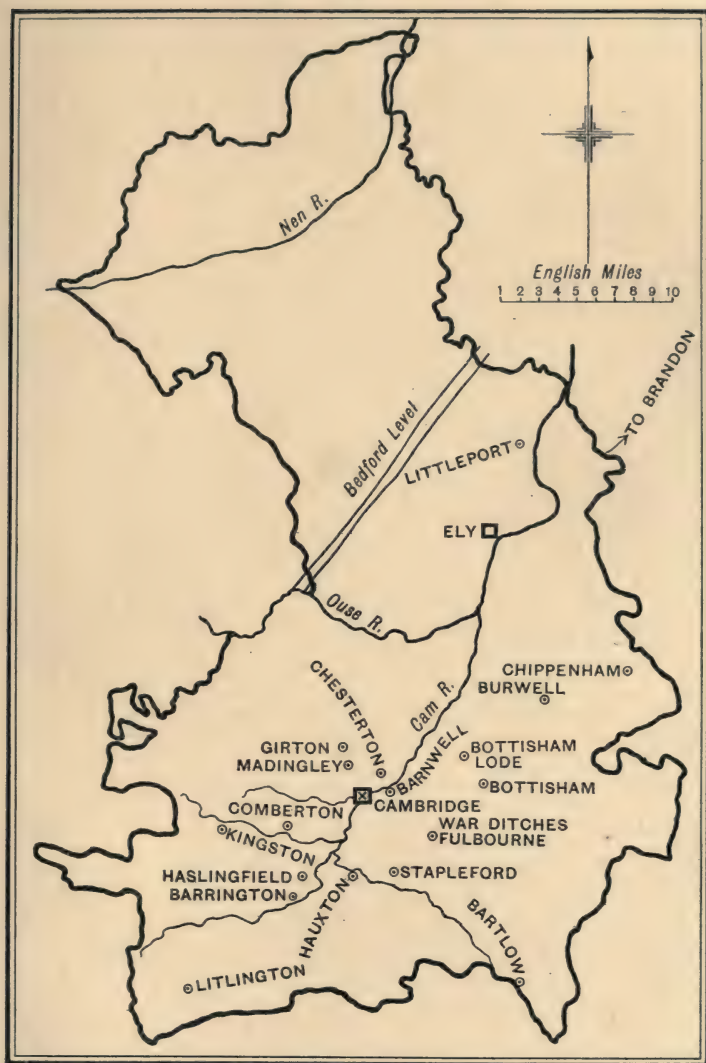 Nen R.
English Miles
1 2 3 4 5 6 7 8 9 10
TO BRANDON
Bedford Level
LITTLEPORT
ELY
Ouse R.
CHIPPENHAM
BURWELL
CHESTERTON
Cam R.
GIRTON
MADINGLEY
BARNWELL
BOTTISHAM
LODE
BOTTISHAM
CAMBRIDGE
COMBERTON
KINGSTON
WAR DITCHES
FULBOURNE
HASLINGFIELD
BARRINGTON
HAUXTON
STAPLEFORD
BARTLOW
LITLINGTON